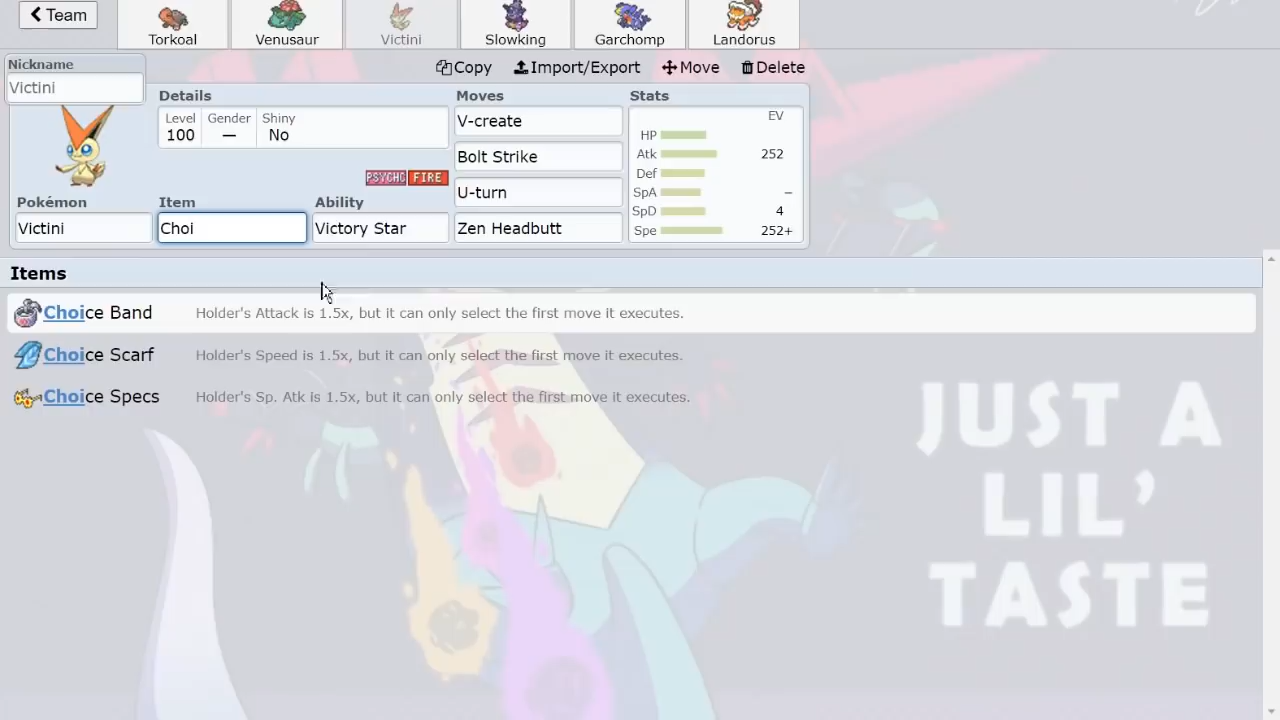 Team
Torkoal
Venusaur
Victini
Slowking
Garchomp
Landorus
Copy
Import/Export
Move
Delete
Nickname
Victini
Details
Level
100
Gender
—
Shiny
No
PSYCHC FIRE
Pokémon
Victini
Item
Choi
Ability
Victory Star
Moves
V-create
Bolt Strike
U-turn
Zen Headbutt
Stats
EV
HP
Atk 252
Def
SpA –
SpD 4
Spe 252+
Items
Choice Band Holder's Attack is 1.5x, but it can only select the first move it executes.
Choice Scarf Holder's Speed is 1.5x, but it can only select the first move it executes.
Choice Specs Holder's Sp. Atk is 1.5x, but it can only select the first move it executes.
JUST A
LIL'
TASTE